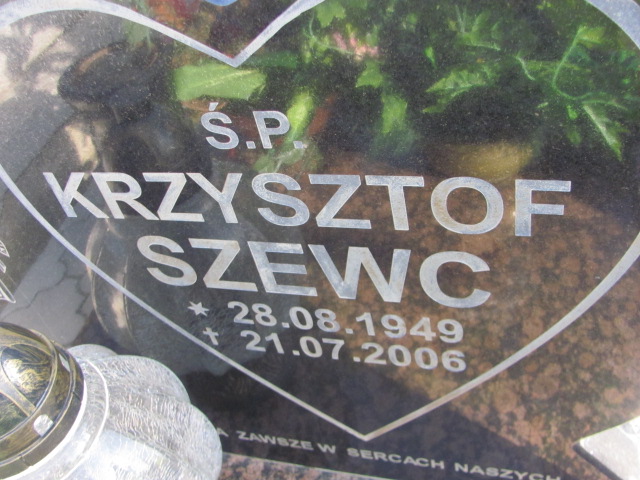 Ś.P.
KRZYSZTOF
SZEWC
* 28.08.1949
✝ 21.07.2006
ZAWSZE W SERCACH NASZYCH